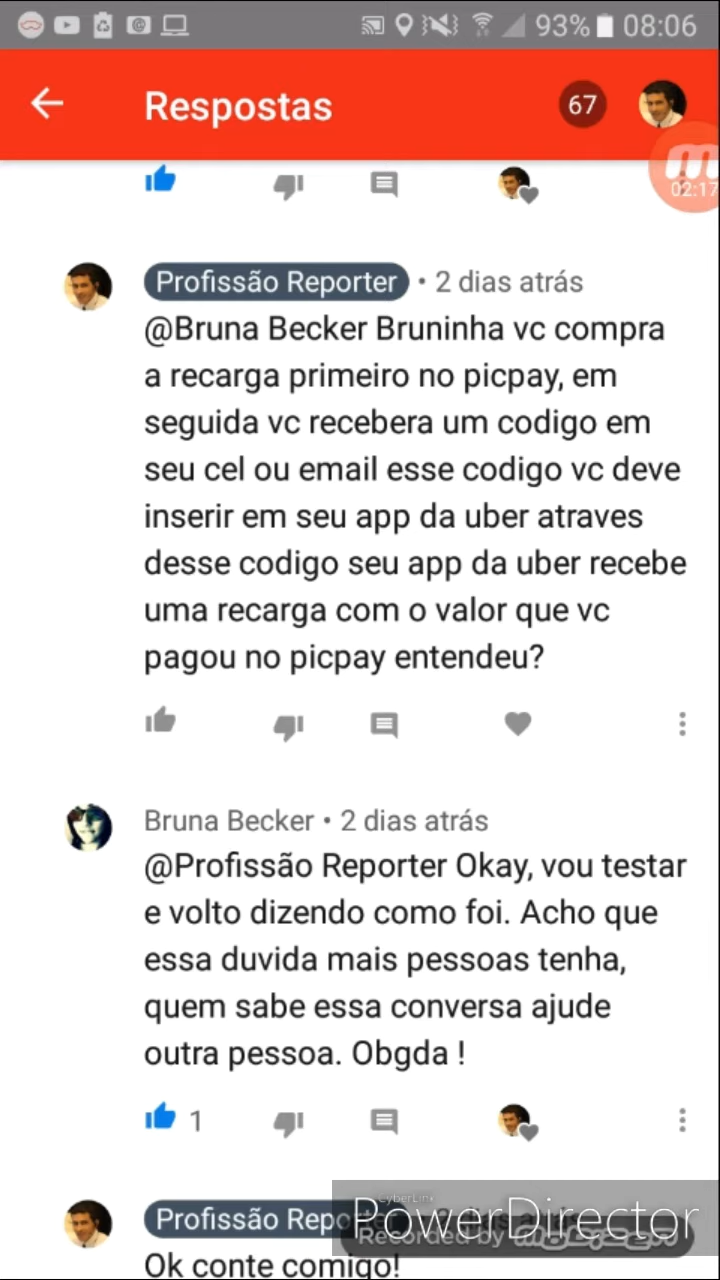 93% 08:06
Respostas
67
02:17
Profissão Reporter • 2 dias atrás
@Bruna Becker Bruninha vc compra
a recarga primeiro no picpay, em
seguida vc recebera um codigo em
seu cel ou email esse codigo vc deve
inserir em seu app da uber atraves
desse codigo seu app da uber recebe
uma recarga com o valor que vc
pagou no picpay entendeu?
Bruna Becker • 2 dias atrás
@Profissão Reporter Okay, vou testar
e volto dizendo como foi. Acho que
essa duvida mais pessoas tenha,
quem sabe essa conversa ajude
outra pessoa. Obgda !
1
CyberLink
PowerDirector
Profissão Repo
Recorded by
Ok conte comigo!